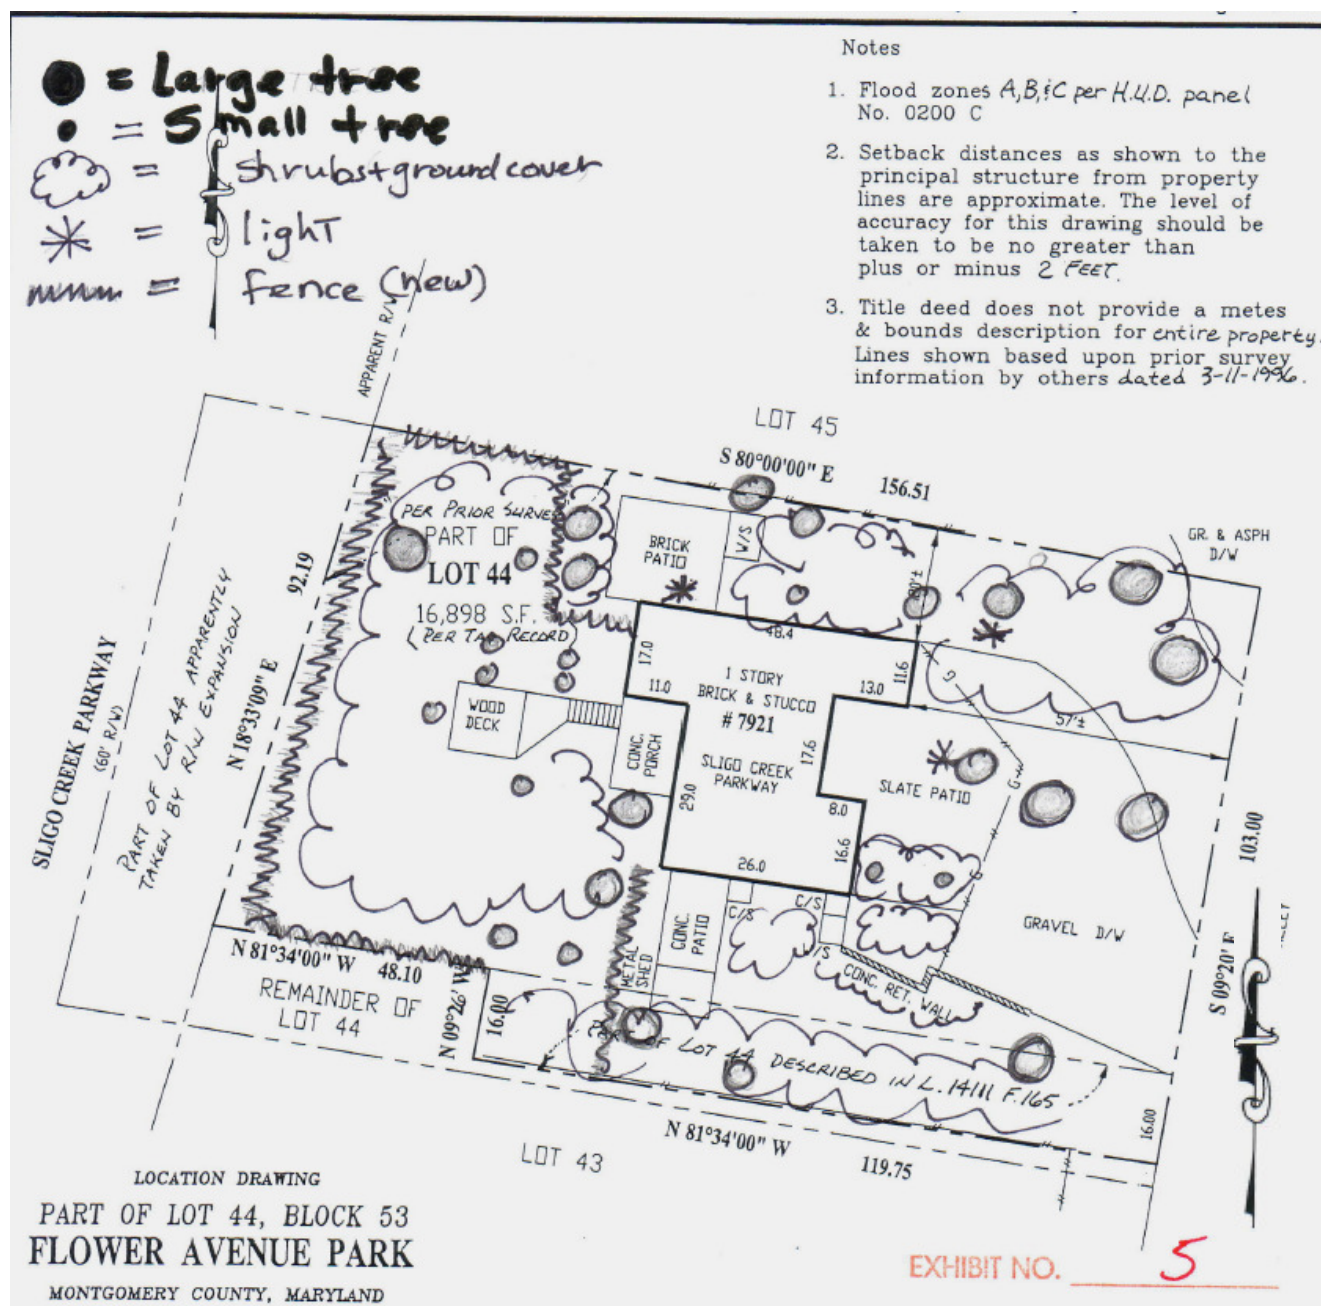 = Large tree
= Small tree
= shrubs+groundcover
= light
= fence (new)
Notes
1. Flood zones A,B,&C per H.U.D. panel
No. 0200 C
2. Setback distances as shown to the
principal structure from property
lines are approximate. The level of
accuracy for this drawing should be
taken to be no greater than
plus or minus 2 FEET.
3. Title deed does not provide a metes
& bounds description for entire property.
Lines shown based upon prior survey
information by others dated 3-11-1996.
APPARENT R/W
LOT 45
S 80°00'00" E
156.51
GR. & ASPH
D/W
PER PRIOR SURVEY
PART OF
LOT 44
16,898 S.F.
(PER TAX RECORD)
BRICK
PATIO
W/S
80'±
92.19
N 18°33'09" E
SLIGO CREEK PARKWAY
(60' R/W)
PART OF LOT 44 APPARENTLY
TAKEN BY R/W EXPANSION
48.4
17.0
11.0
1 STORY
BRICK & STUCCO
# 7921
SLIGO CREEK
PARKWAY
13.0
11.6
57'±
17.6
WOOD
DECK
CONC.
PORCH
29.0
8.0
16.6
26.0
SLATE PATIO
G
G
103.00
S 09°20' E
GRAVEL D/W
C/S
C/S
W/S
CONC.
PATIO
METAL
SHED
CONC. RET. WALL
N 81°34'00" W
48.10
REMAINDER OF
LOT 44
N 09°26' W
16.00
PART OF LOT 44 DESCRIBED IN L.14111 F.165
16.00
N 81°34'00" W
119.75
LOT 43
LOCATION DRAWING
PART OF LOT 44, BLOCK 53
FLOWER AVENUE PARK
MONTGOMERY COUNTY, MARYLAND
EXHIBIT NO. 5